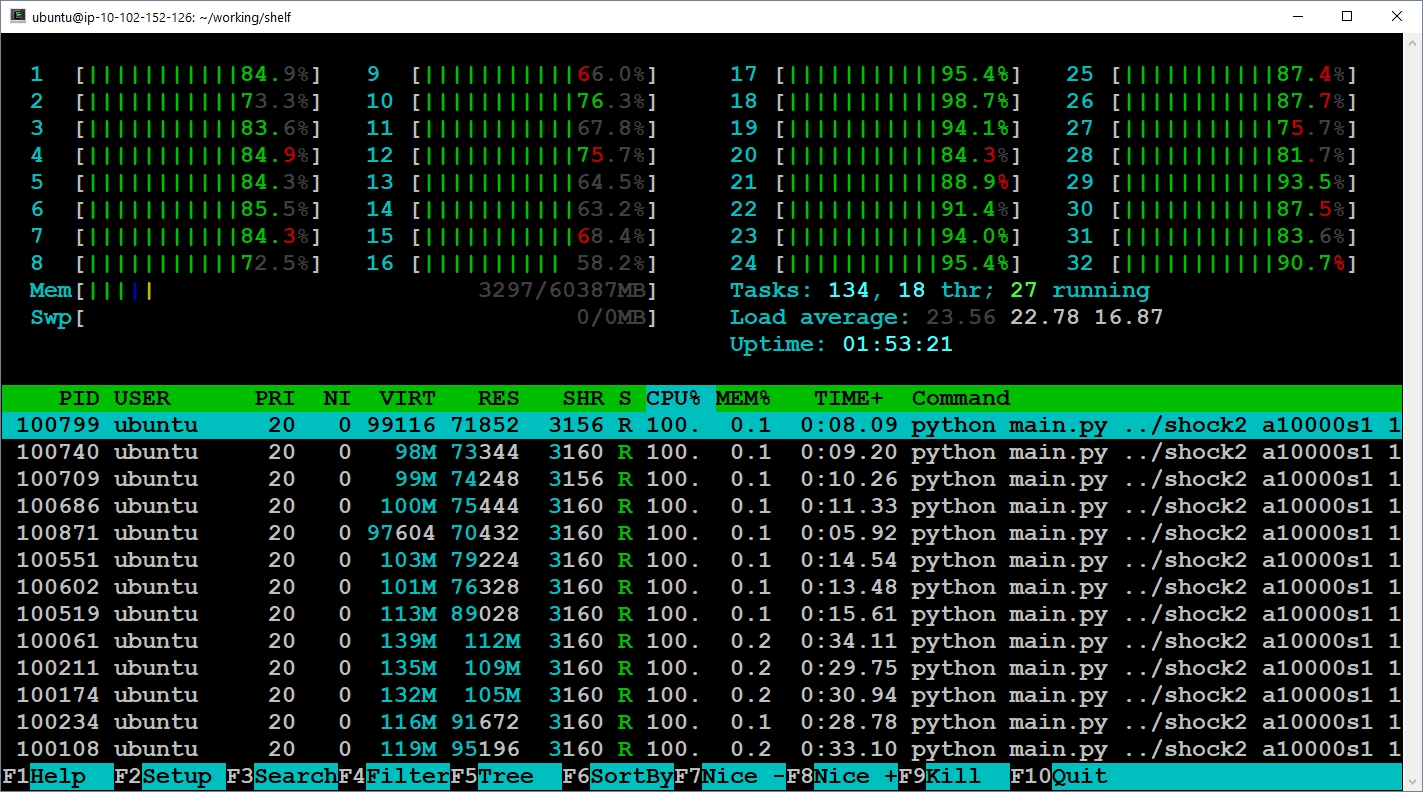 ubuntu@ip-10-102-152-126: ~/working/shelf
1 [|||||||||||84.9%] 9 [|||||||||||66.0%] 17 [|||||||||||95.4%] 25 [|||||||||||87.4%]
2 [|||||||||||73.3%] 10 [|||||||||||76.3%] 18 [|||||||||||98.7%] 26 [|||||||||||87.7%]
3 [|||||||||||83.6%] 11 [|||||||||||67.8%] 19 [|||||||||||94.1%] 27 [|||||||||||75.7%]
4 [|||||||||||84.9%] 12 [|||||||||||75.7%] 20 [|||||||||||84.3%] 28 [|||||||||||81.7%]
5 [|||||||||||84.3%] 13 [|||||||||||64.5%] 21 [|||||||||||88.9%] 29 [|||||||||||93.5%]
6 [|||||||||||85.5%] 14 [|||||||||||63.2%] 22 [|||||||||||91.4%] 30 [|||||||||||87.5%]
7 [|||||||||||84.3%] 15 [|||||||||||68.4%] 23 [|||||||||||94.0%] 31 [|||||||||||83.6%]
8 [|||||||||||72.5%] 16 [|||||||||| 58.2%] 24 [|||||||||||95.4%] 32 [|||||||||||90.7%]
Mem[||||| 3297/60387MB] Tasks: 134, 18 thr; 27 running
Swp[ 0/0MB] Load average: 23.56 22.78 16.87
Uptime: 01:53:21
PID USER PRI NI VIRT RES SHR S CPU% MEM% TIME+ Command
100799 ubuntu 20 0 99116 71852 3156 R 100. 0.1 0:08.09 python main.py ../shock2 a10000s1 1
100740 ubuntu 20 0 98M 73344 3160 R 100. 0.1 0:09.20 python main.py ../shock2 a10000s1 1
100709 ubuntu 20 0 99M 74248 3156 R 100. 0.1 0:10.26 python main.py ../shock2 a10000s1 1
100686 ubuntu 20 0 100M 75444 3160 R 100. 0.1 0:11.33 python main.py ../shock2 a10000s1 1
100871 ubuntu 20 0 97604 70432 3160 R 100. 0.1 0:05.92 python main.py ../shock2 a10000s1 1
100551 ubuntu 20 0 103M 79224 3160 R 100. 0.1 0:14.54 python main.py ../shock2 a10000s1 1
100602 ubuntu 20 0 101M 76328 3160 R 100. 0.1 0:13.48 python main.py ../shock2 a10000s1 1
100519 ubuntu 20 0 113M 89028 3160 R 100. 0.1 0:15.61 python main.py ../shock2 a10000s1 1
100061 ubuntu 20 0 139M 112M 3160 R 100. 0.2 0:34.11 python main.py ../shock2 a10000s1 1
100211 ubuntu 20 0 135M 109M 3160 R 100. 0.2 0:29.75 python main.py ../shock2 a10000s1 1
100174 ubuntu 20 0 132M 105M 3160 R 100. 0.2 0:30.94 python main.py ../shock2 a10000s1 1
100234 ubuntu 20 0 116M 91672 3160 R 100. 0.1 0:28.78 python main.py ../shock2 a10000s1 1
100108 ubuntu 20 0 119M 95196 3160 R 100. 0.2 0:33.10 python main.py ../shock2 a10000s1 1
F1Help F2Setup F3SearchF4FilterF5Tree F6SortByF7Nice -F8Nice +F9Kill F10Quit